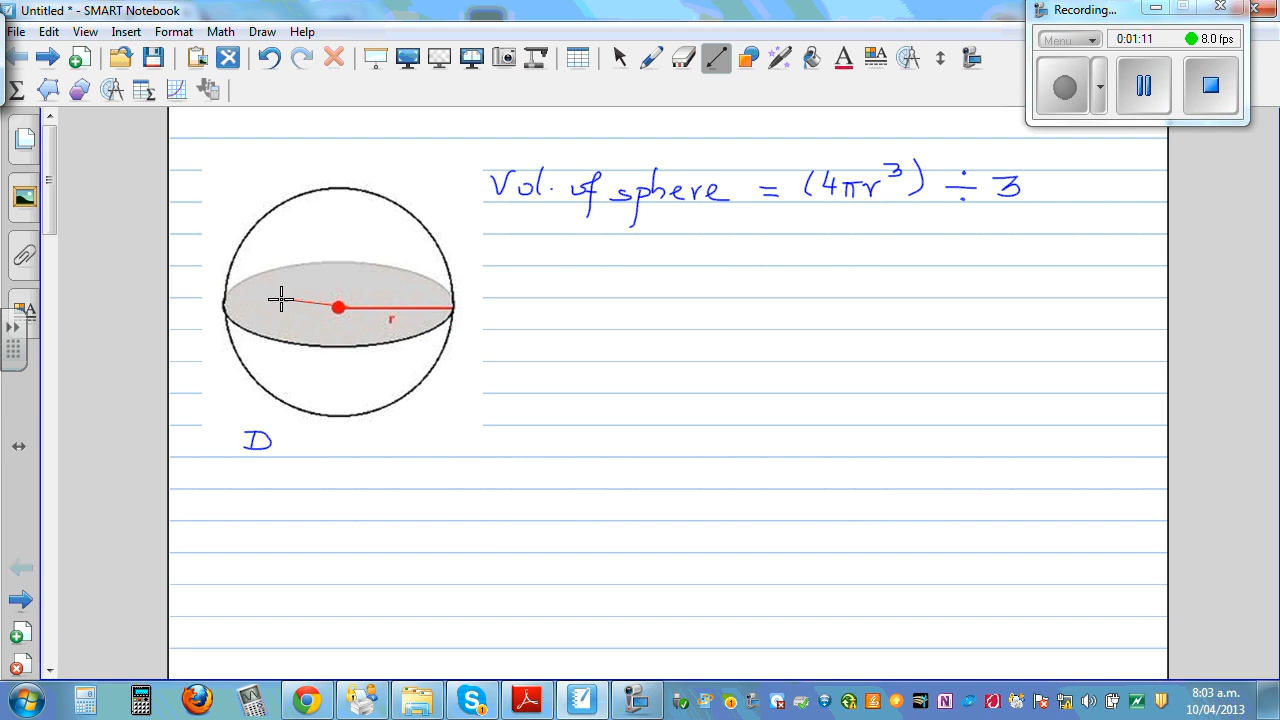 Untitled * - SMART Notebook
Recording...
File Edit View Insert Format Math Draw Help
Menu
0:01:11
8.0 fps
Vol. of sphere = (4πr³) ÷ 3
r
D
8:03 a.m.
10/04/2013